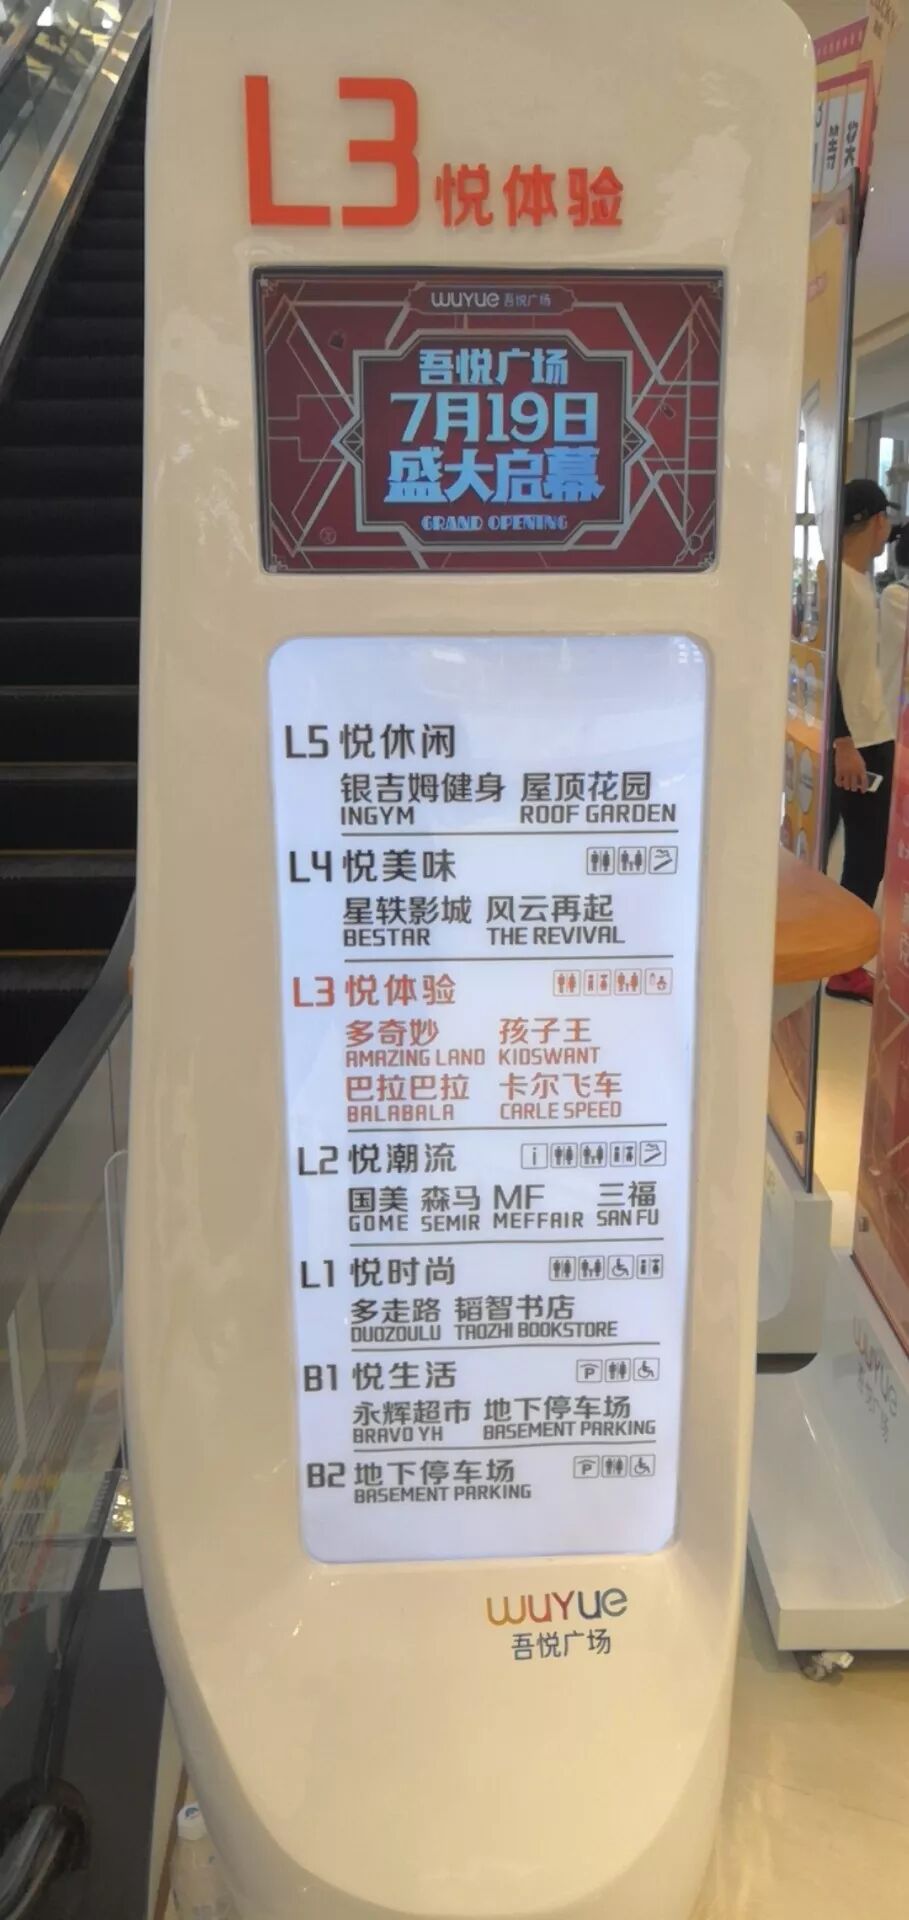 L3 悦体验
WUYUE 吾悦广场
吾悦广场
7月19日
盛大启幕
GRAND OPENING
L5 悦休闲
银吉姆健身 屋顶花园
INGYM ROOF GARDEN
L4 悦美味
星轶影城 风云再起
BESTAR THE REVIVAL
L3 悦体验
多奇妙 孩子王
AMAZING LAND KIDSWANT
巴拉巴拉 卡尔飞车
BALABALA CARLE SPEED
L2 悦潮流
国美 森马 MF 三福
GOME SEMIR MEFFAIR SAN FU
L1 悦时尚
多走路 韬智书店
DUOZOULU TAOZHI BOOKSTORE
B1 悦生活
P
永辉超市 地下停车场
BRAVO YH BASEMENT PARKING
B2 地下停车场
P
BASEMENT PARKING
wuyue
吾悦广场
wuyue